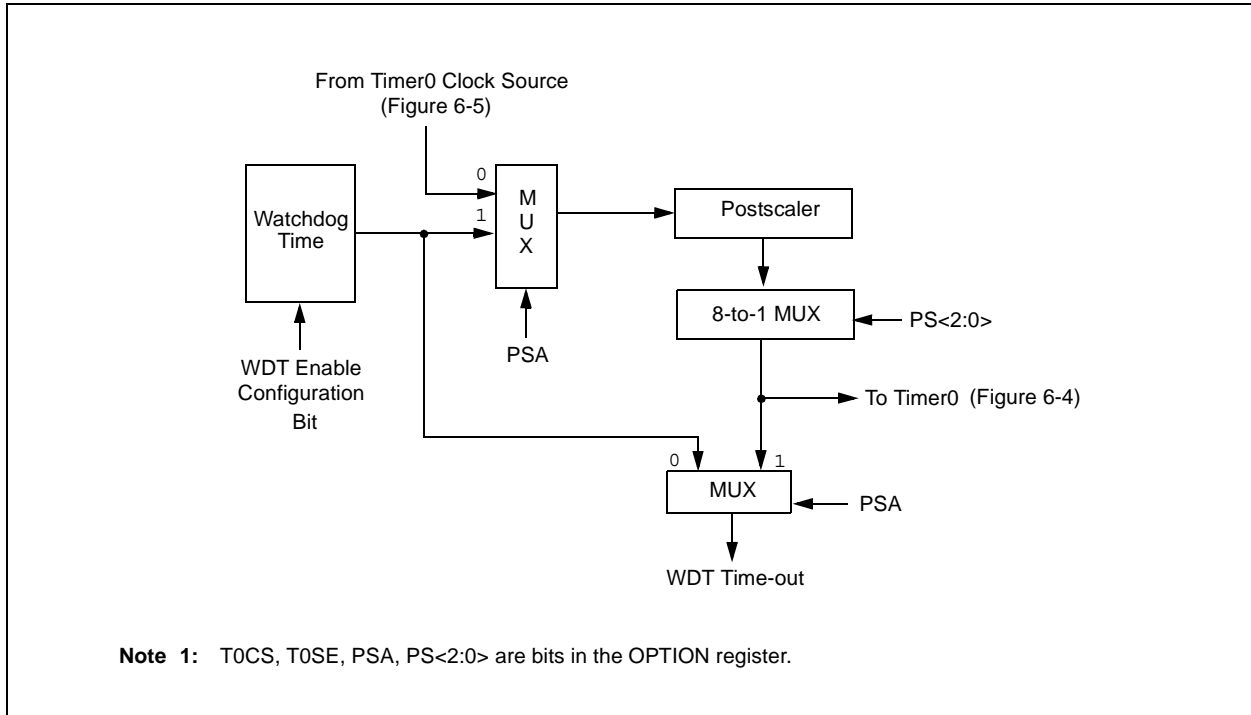 From Timer0 Clock Source
(Figure 6-5)
0
1
M
U
X
Postscaler
Watchdog
Time
8-to-1 MUX
PS<2:0>
PSA
WDT Enable
Configuration
Bit
To Timer0 (Figure 6-4)
0
1
MUX
PSA
WDT Time-out
Note 1: T0CS, T0SE, PSA, PS<2:0> are bits in the OPTION register.